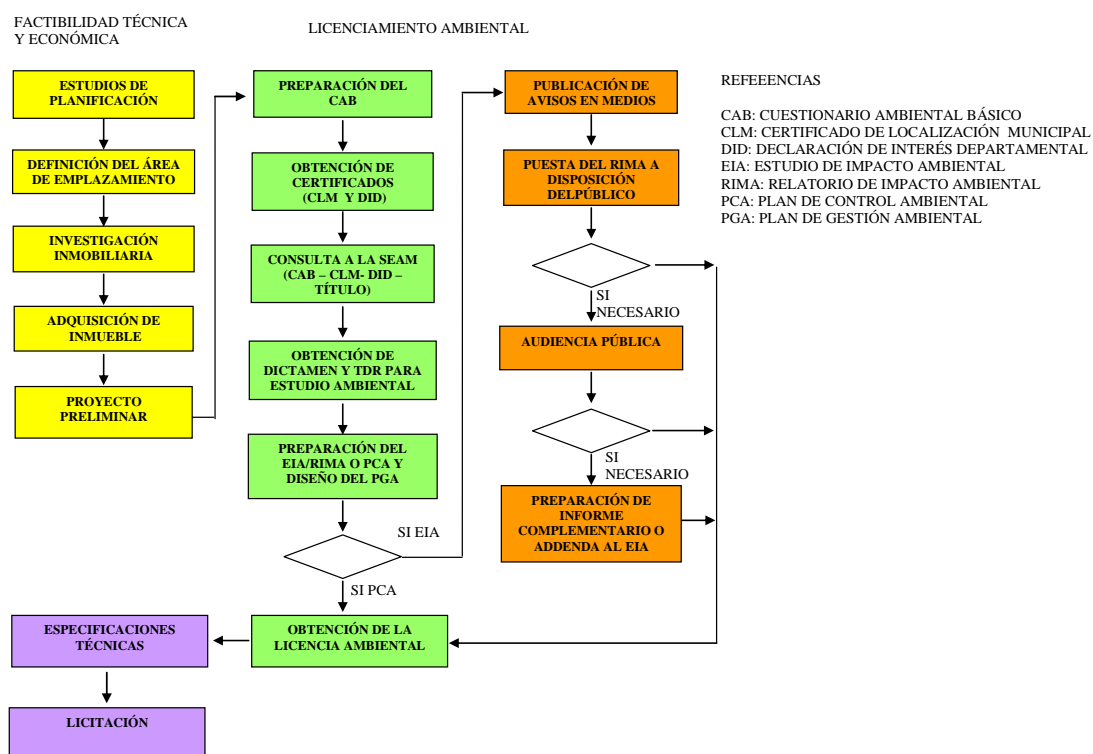 FACTIBILIDAD TÉCNICA
Y ECONÓMICA
LICENCIAMIENTO AMBIENTAL
ESTUDIOS DE
PLANIFICACIÓN
DEFINICIÓN DEL ÁREA
DE EMPLAZAMIENTO
INVESTIGACIÓN
INMOBILIARIA
ADQUISICIÓN DE
INMUEBLE
PROYECTO
PRELIMINAR
PREPARACIÓN DEL
CAB
OBTENCIÓN DE
CERTIFICADOS
(CLM Y DID)
CONSULTA A LA SEAM
(CAB – CLM- DID –
TÍTULO)
OBTENCIÓN DE
DICTAMEN Y TDR PARA
ESTUDIO AMBIENTAL
PREPARACIÓN DEL
EIA/RIMA O PCA Y
DISEÑO DEL PGA
SI EIA
SI PCA
OBTENCIÓN DE LA
LICENCIA AMBIENTAL
PUBLICACIÓN DE
AVISOS EN MEDIOS
PUESTA DEL RIMA A
DISPOSICIÓN
DELPÚBLICO
SI
NECESARIO
AUDIENCIA PÚBLICA
SI
NECESARIO
PREPARACIÓN DE
INFORME
COMPLEMENTARIO O
ADDENDA AL EIA
ESPECIFICACIONES
TÉCNICAS
LICITACIÓN
REFEEENCIAS
CAB: CUESTIONARIO AMBIENTAL BÁSICO
CLM: CERTIFICADO DE LOCALIZACIÓN MUNICIPAL
DID: DECLARACIÓN DE INTERÉS DEPARTAMENTAL
EIA: ESTUDIO DE IMPACTO AMBIENTAL
RIMA: RELATORIO DE IMPACTO AMBIENTAL
PCA: PLAN DE CONTROL AMBIENTAL
PGA: PLAN DE GESTIÓN AMBIENTAL